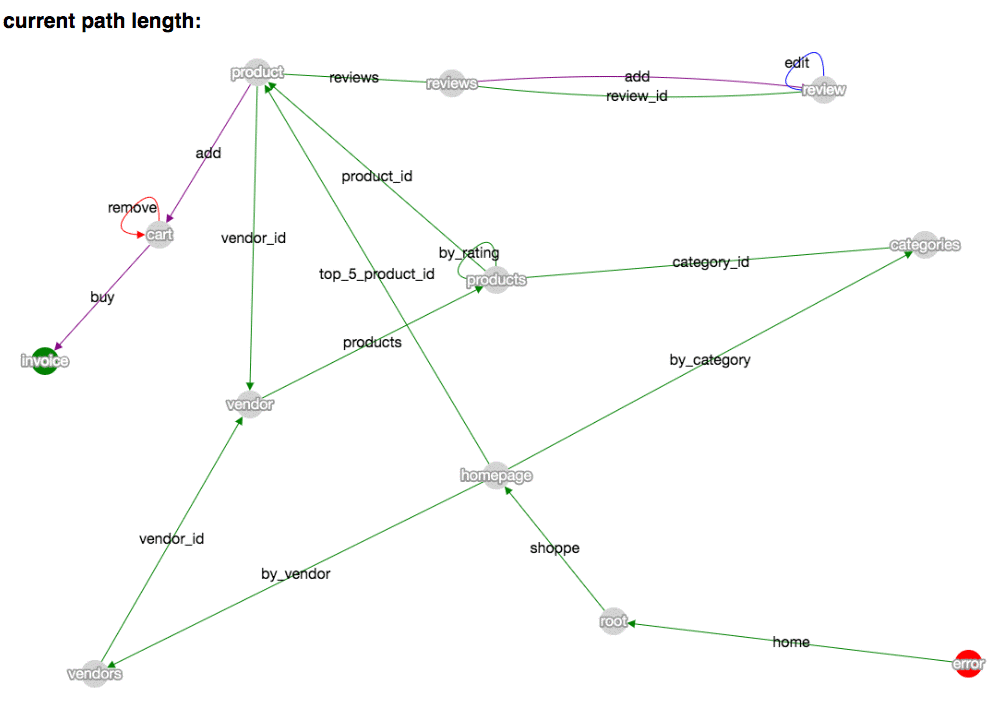 current path length:
product
reviews
reviews
add
review_id
edit
review
add
product_id
remove
cart
vendor_id
by_rating
categories
category_id
top_5_product_id
products
buy
products
invoice
by_category
vendor
homepage
vendor_id
shoppe
by_vendor
root
home
error
vendors